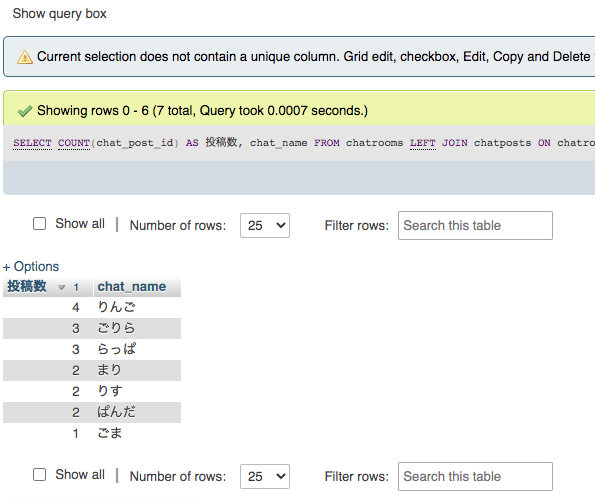 Show query box
Current selection does not contain a unique column. Grid edit, checkbox, Edit, Copy and Delete
Showing rows 0 - 6 (7 total, Query took 0.0007 seconds.)
SELECT COUNT(chat_post_id) AS 投稿数, chat_name FROM chatrooms LEFT JOIN chatposts ON chatro
Show all | Number of rows: 25 Filter rows: Search this table
+ Options
投稿数 1 chat_name
4 りんご
3 ごりら
3 らっぱ
2 まり
2 りす
2 ぱんだ
1 ごま
Show all | Number of rows: 25 Filter rows: Search this table